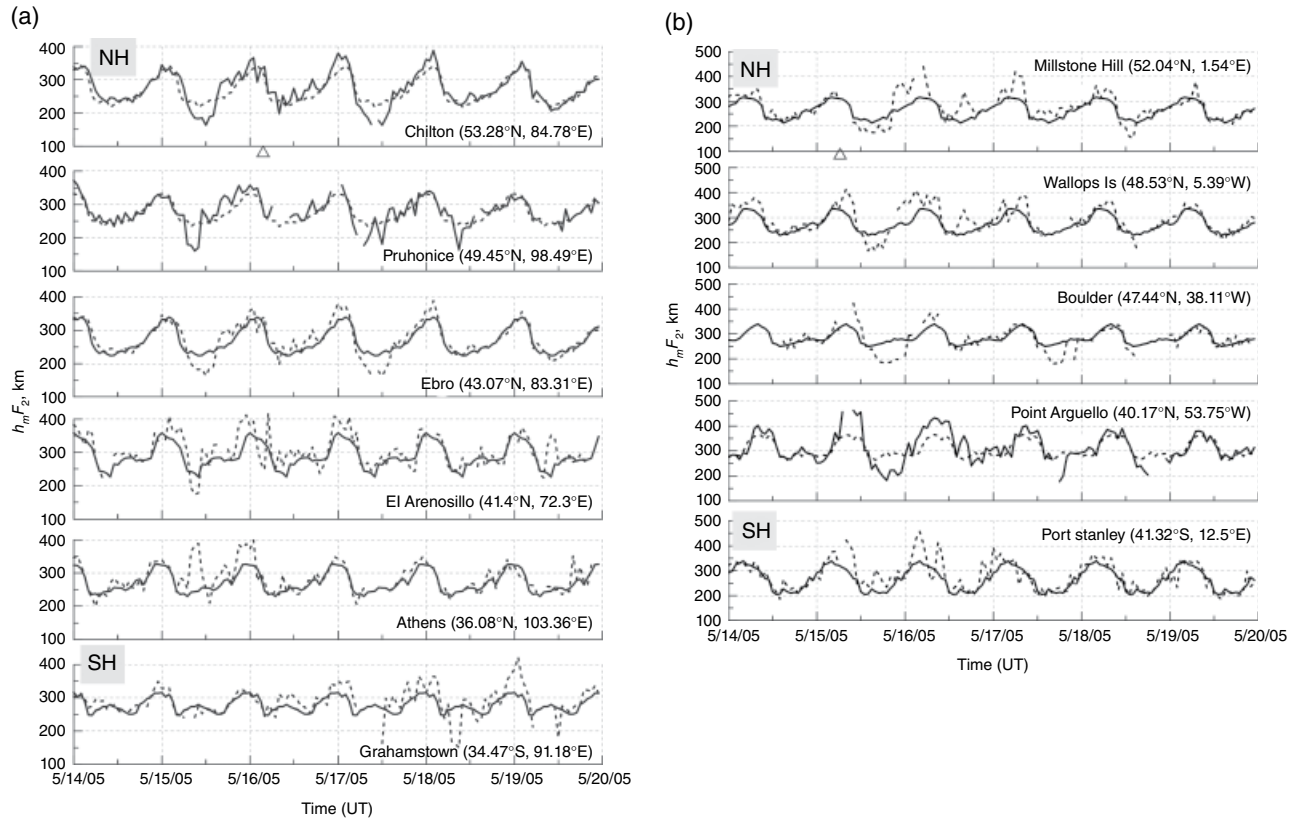 (a)
NH
400
300
200
100
Chilton (53.28°N, 84.78°E)
400
300
200
100
Pruhonice (49.45°N, 98.49°E)
400
300
200
100
Ebro (43.07°N, 83.31°E)
hmF2, km
400
300
200
100
El Arenosillo (41.4°N, 72.3°E)
400
300
200
100
Athens (36.08°N, 103.36°E)
SH
400
300
200
100
Grahamstown (34.47°S, 91.18°E)
5/14/05 5/15/05 5/16/05 5/17/05 5/18/05 5/19/05 5/20/05
Time (UT)
(b)
NH
500
400
300
200
100
Millstone Hill (52.04°N, 1.54°E)
500
400
300
200
100
Wallops Is (48.53°N, 5.39°W)
hmF2, km
500
400
300
200
100
Boulder (47.44°N, 38.11°W)
500
400
300
200
100
Point Arguello (40.17°N, 53.75°W)
SH
500
400
300
200
100
Port stanley (41.32°S, 12.5°E)
5/14/05 5/15/05 5/16/05 5/17/05 5/18/05 5/19/05 5/20/05
Time (UT)